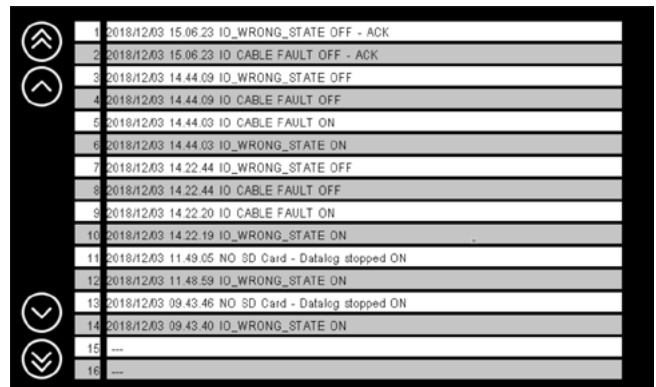 1 2018/12/03 15.06.23 IO_WRONG_STATE OFF - ACK
2 2018/12/03 15.06.23 IO CABLE FAULT OFF - ACK
3 2018/12/03 14.44.09 IO_WRONG_STATE OFF
4 2018/12/03 14.44.09 IO CABLE FAULT OFF
5 2018/12/03 14.44.03 IO CABLE FAULT ON
6 2018/12/03 14.44.03 IO_WRONG_STATE ON
7 2018/12/03 14.22.44 IO_WRONG_STATE OFF
8 2018/12/03 14.22.44 IO CABLE FAULT OFF
9 2018/12/03 14.22.20 IO CABLE FAULT ON
10 2018/12/03 14.22.19 IO_WRONG_STATE ON
11 2018/12/03 11.49.05 NO SD Card - Datalog stopped ON
12 2018/12/03 11.48.59 IO_WRONG_STATE ON
13 2018/12/03 09.43.46 NO SD Card - Datalog stopped ON
14 2018/12/03 09.43.40 IO_WRONG_STATE ON
15 ---
16 ---